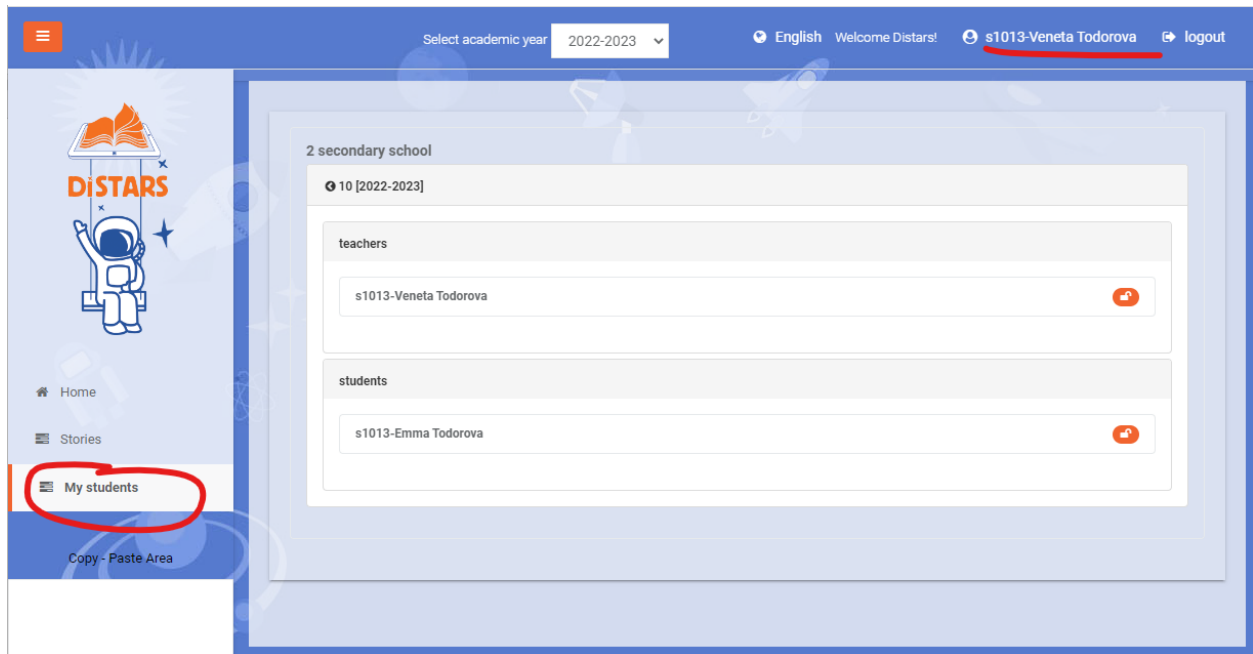 Select academic year 2022-2023 English Welcome Distars! s1013-Veneta Todorova logout
DiSTARS
Home
Stories
My students
Copy - Paste Area
2 secondary school
10 [2022-2023]
teachers
s1013-Veneta Todorova
students
s1013-Emma Todorova